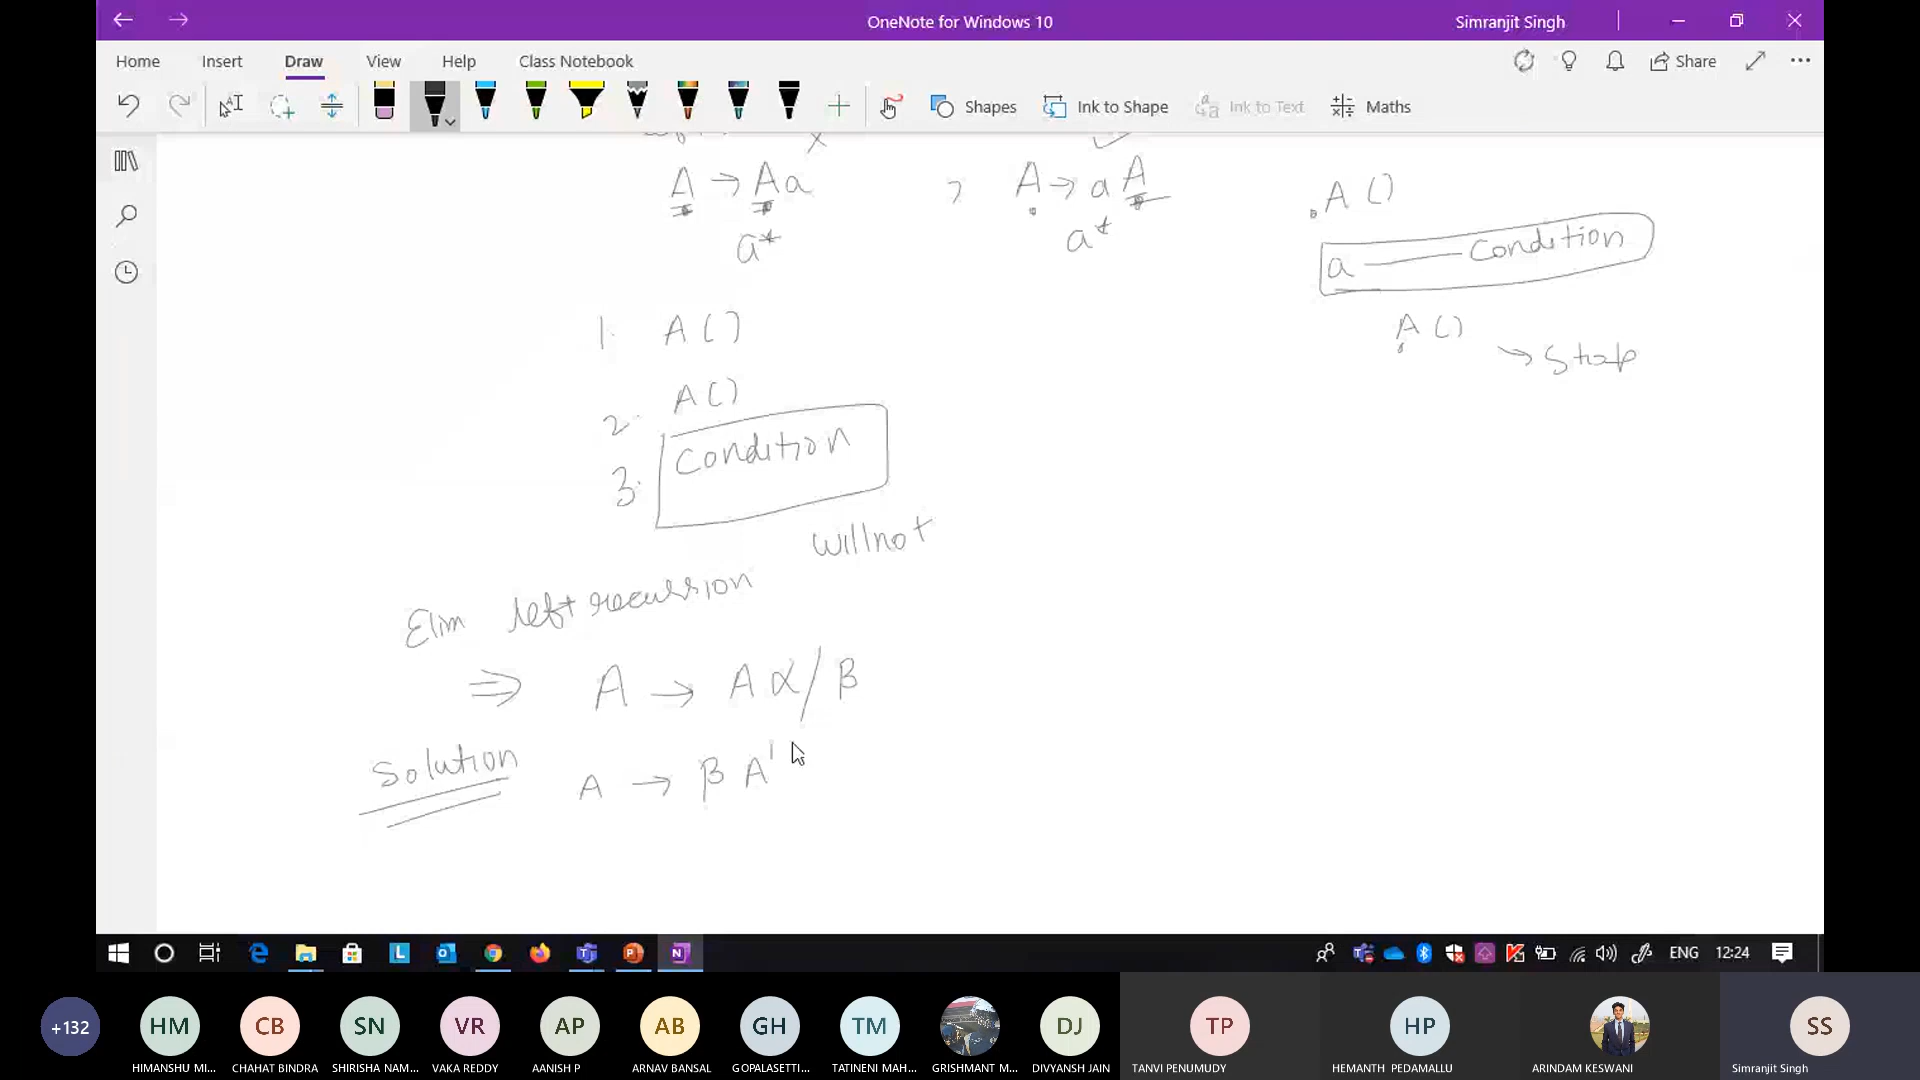 OneNote for Windows 10
Simranjit Singh
Home Insert Draw View Help Class Notebook
Share
Shapes
Ink to Shape
Ink to Text
Maths
A → Aa
A → aA
a*
a*
.A ()
a —— Condition
A ()
→ Stop
1. A ()
2. A ()
3. Condition
will not
Elim left recursion
⇒ A → A α / β
Solution A → β A'
ENG 12:24
+132
HM
CB
SN
VR
AP
AB
GH
TM
DJ
TP
HP
SS
HIMANSHU MI...
CHAHAT BINDRA
SHIRISHA NAM...
VAKA REDDY
AANISH P
ARNAV BANSAL
GOPALASETTI...
TATINENI MAH...
GRISHMANT M...
DIVYANSH JAIN
TANVI PENUMUDY
HEMANTH PEDAMALLU
ARINDAM KESWANI
Simranjit Singh